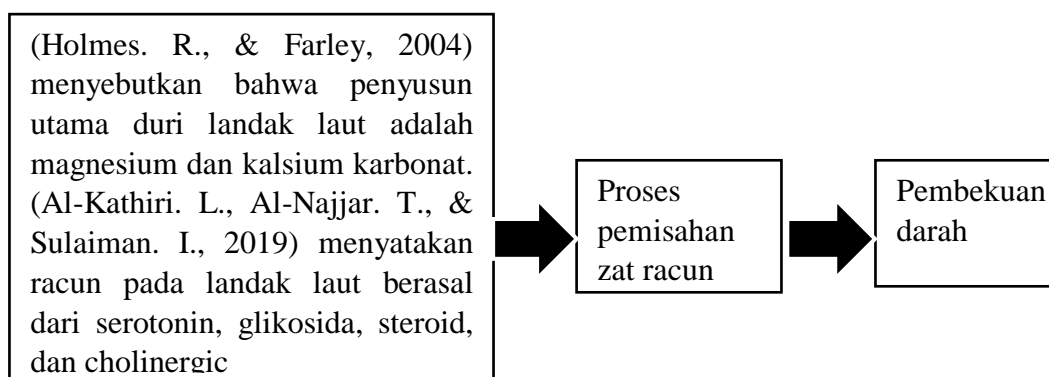 (Holmes. R., & Farley, 2004)
menyebutkan bahwa penyusun
utama duri landak laut adalah
magnesium dan kalsium karbonat.
(Al-Kathiri. L., Al-Najjar. T., &
Sulaiman. I., 2019) menyatakan
racun pada landak laut berasal
dari serotonin, glikosida, steroid,
dan cholinergic
Proses
pemisahan
zat racun
Pembekuan
darah